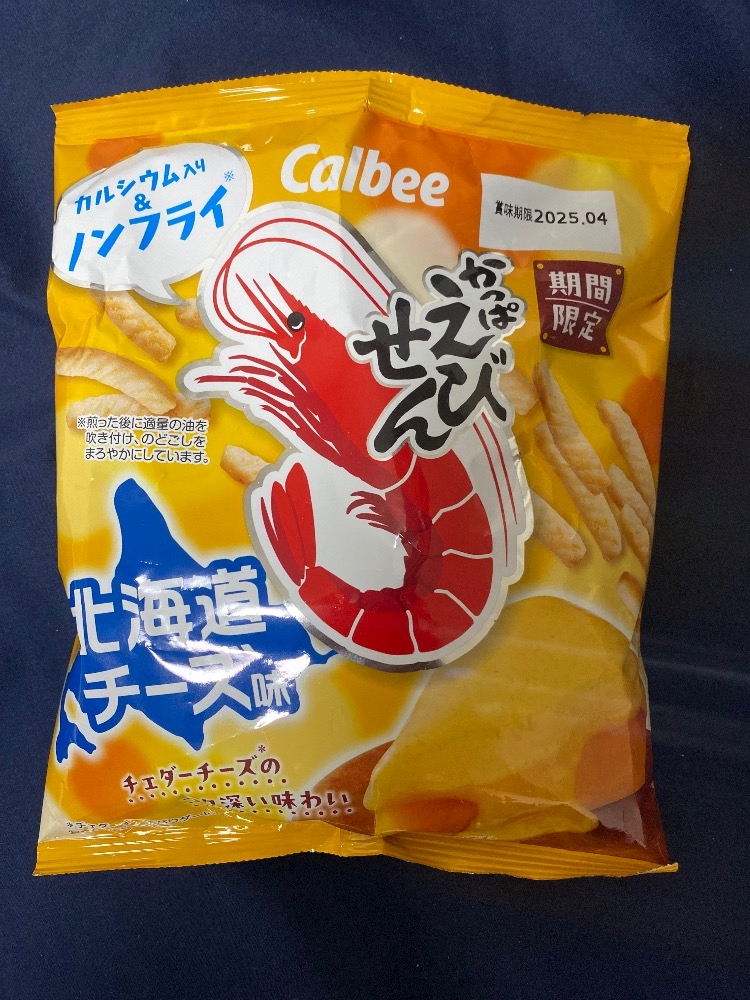 カルシウム入り
&
ノンフライ※
Calbee
賞味期限2025.04
期間
限定
かっぱ
えび
せん
※煎った後に適量の油を
吹き付け、のどごしを
まろやかにしています。
北海道
チーズ味
チェダーチーズ*の
深い味わい